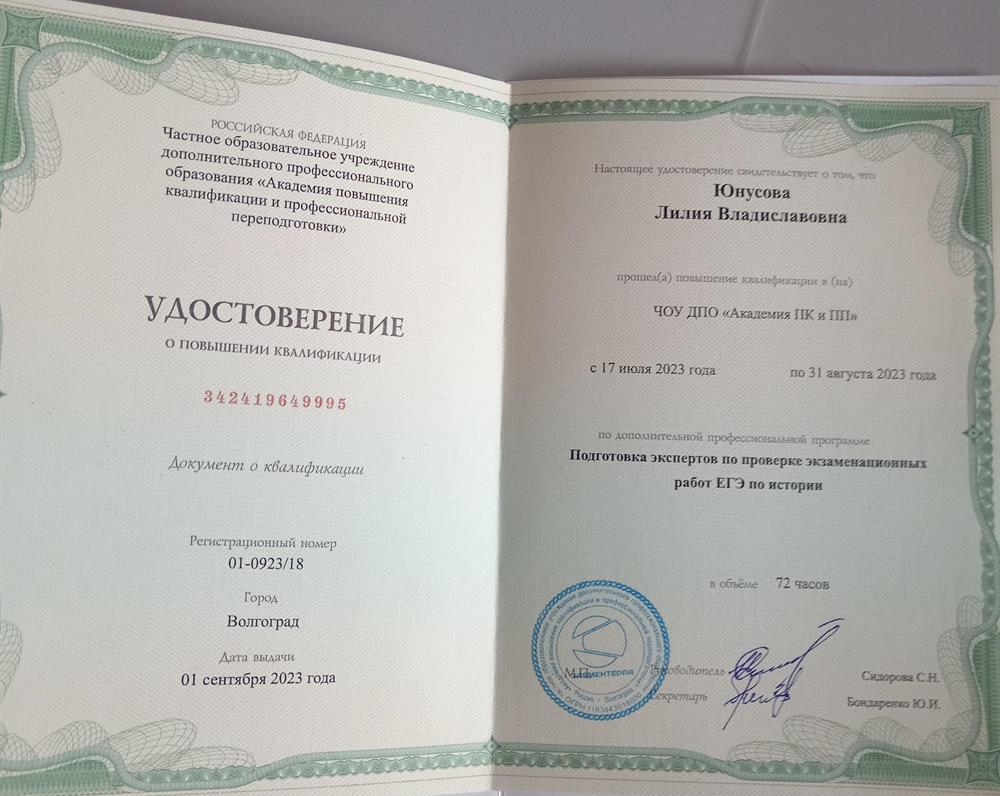 РОССИЙСКАЯ ФЕДЕРАЦИЯ
Частное образовательное учреждение
дополнительного профессионального
образования «Академия повышения
квалификации и профессиональной
переподготовки»
УДОСТОВЕРЕНИЕ
О ПОВЫШЕНИИ КВАЛИФИКАЦИИ
342419649995
Документ о квалификации
Регистрационный номер
01-0923/18
Город
Волгоград
Дата выдачи
01 сентября 2023 года
Настоящее удостоверение свидетельствует о том, что
Юнусова
Лилия Владиславовна
прошел(а) повышение квалификации в (на)
ЧОУ ДПО «Академия ПК и ПП»
с 17 июля 2023 года по 31 августа 2023 года
по дополнительной профессиональной программе
Подготовка экспертов по проверке экзаменационных
работ ЕГЭ по истории
в объёме 72 часов
М.П. Руководитель Сидорова С.Н.
Секретарь Бондаренко Ю.И.